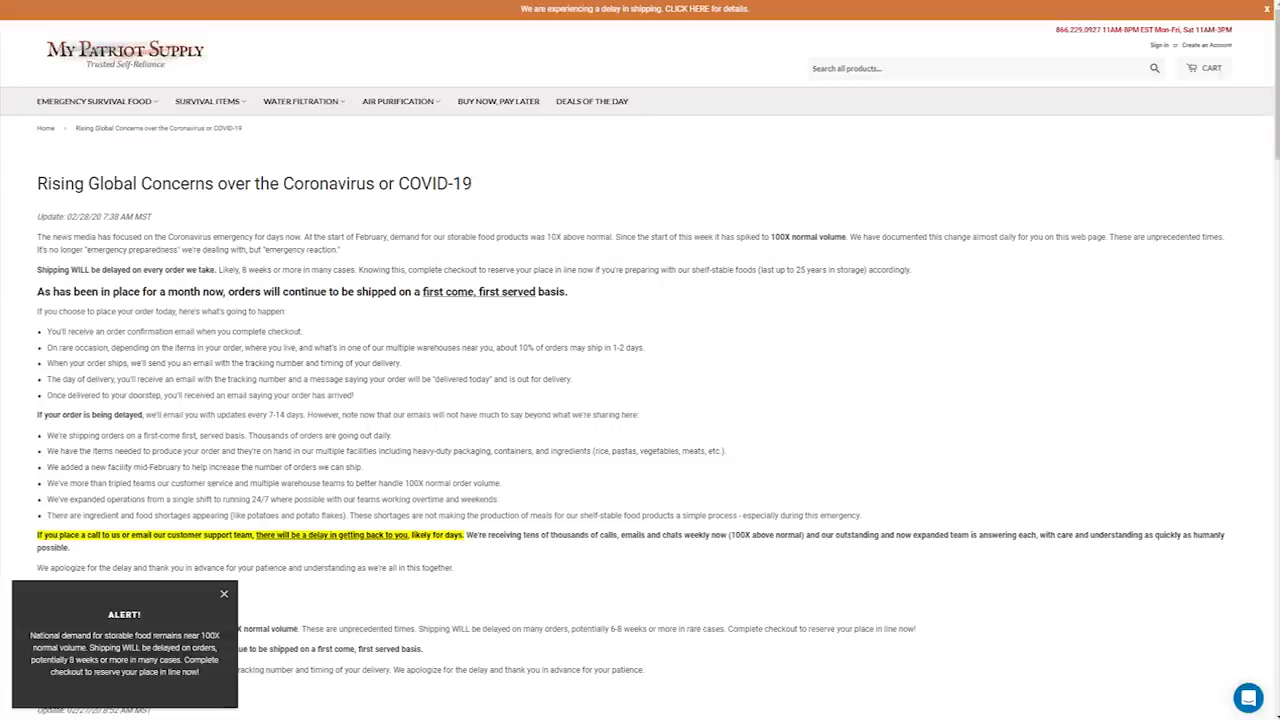 We are experiencing a delay in shipping. CLICK HERE for details.
X
866.229.0927 11AM-8PM EST Mon-Fri, Sat 11AM-3PM
Sign in or Create an Account
MY PATRIOT SUPPLY
Trusted Self-Reliance
Search all products...
CART
EMERGENCY SURVIVAL FOOD SURVIVAL ITEMS WATER FILTRATION AIR PURIFICATION BUY NOW, PAY LATER DEALS OF THE DAY
Home › Rising Global Concerns over the Coronavirus or COVID-19
Rising Global Concerns over the Coronavirus or COVID-19
Update: 02/28/20 7:38 AM MST
The news media has focused on the Coronavirus emergency for days now. At the start of February, demand for our storable food products was 10X above normal. Since the start of this week it has spiked to 100X normal volume. We have documented this change almost daily for you on this web page. These are unprecedented times.
It's no longer "emergency preparedness" we're dealing with, but "emergency reaction."
Shipping WILL be delayed on every order we take. Likely, 8 weeks or more in many cases. Knowing this, complete checkout to reserve your place in line now if you're preparing with our shelf-stable foods (last up to 25 years in storage) accordingly.
As has been in place for a month now, orders will continue to be shipped on a first come, first served basis.
If you choose to place your order today, here's what's going to happen:
• You'll receive an order confirmation email when you complete checkout.
• On rare occasion, depending on the items in your order, where you live, and what's in one of our multiple warehouses near you, about 10% of orders may ship in 1-2 days.
• When your order ships, we'll send you an email with the tracking number and timing of your delivery.
• The day of delivery, you'll receive an email with the tracking number and a message saying your order will be "delivered today" and is out for delivery.
• Once delivered to your doorstep, you'll received an email saying your order has arrived!
If your order is being delayed, we'll email you with updates every 7-14 days. However, note now that our emails will not have much to say beyond what we're sharing here:
• We're shipping orders on a first-come first, served basis. Thousands of orders are going out daily.
• We have the items needed to produce your order and they're on hand in our multiple facilities including heavy-duty packaging, containers, and ingredients (rice, pastas, vegetables, meats, etc.).
• We added a new facility mid-February to help increase the number of orders we can ship.
• We've more than tripled teams our customer service and multiple warehouse teams to better handle 100X normal order volume.
• We've expanded operations from a single shift to running 24/7 where possible with our teams working overtime and weekends.
• There are ingredient and food shortages appearing (like potatoes and potato flakes). These shortages are not making the production of meals for our shelf-stable food products a simple process - especially during this emergency.
If you place a call to us or email our customer support team, there will be a delay in getting back to you, likely for days. We're receiving tens of thousands of calls, emails and chats weekly now (100X above normal) and our outstanding and now expanded team is answering each, with care and understanding as quickly as humanly
possible.
We apologize for the delay and thank you in advance for your patience and understanding as we're all in this together.
ALERT!
National demand for storable food remains near 100X
normal volume. Shipping WILL be delayed on orders,
potentially 8 weeks or more in many cases. Complete
checkout to reserve your place in line now!
X normal volume. These are unprecedented times. Shipping WILL be delayed on many orders, potentially 6-8 weeks or more in rare cases. Complete checkout to reserve your place in line now!
ue to be shipped on a first come, first served basis.
racking number and timing of your delivery. We apologize for the delay and thank you in advance for your patience.
Update: 02/27/20 8:52 AM MST